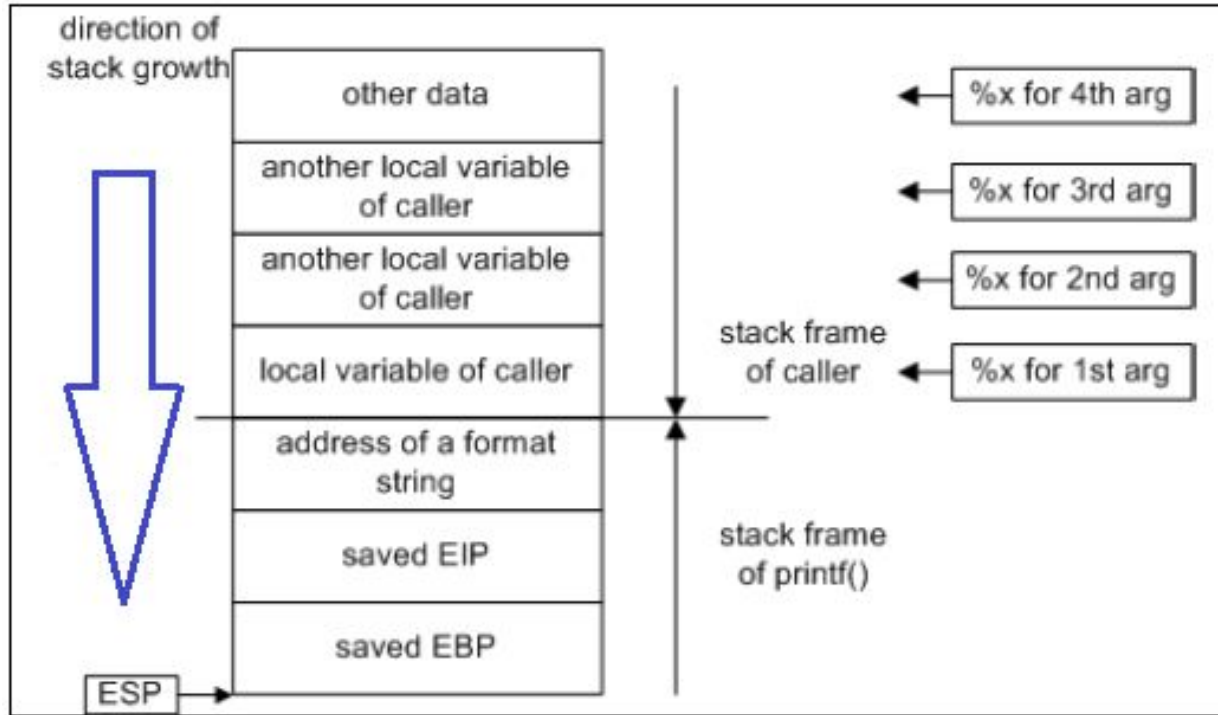 direction of
stack growth
other data
%x for 4th arg
another local variable
of caller
%x for 3rd arg
another local variable
of caller
%x for 2nd arg
local variable of caller
stack frame
of caller
%x for 1st arg
address of a format
string
saved EIP
stack frame
of printf()
saved EBP
ESP